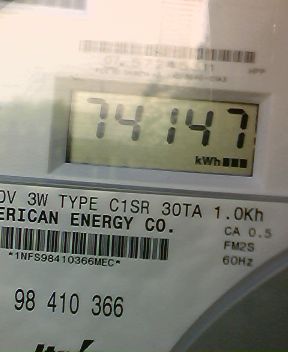 74147
kWh
0V 3W TYPE C1SR 30TA 1.0Kh
ERICAN ENERGY CO.
CA 0.5
FM2S
*1NFS98410366MEC*
60Hz
98 410 366